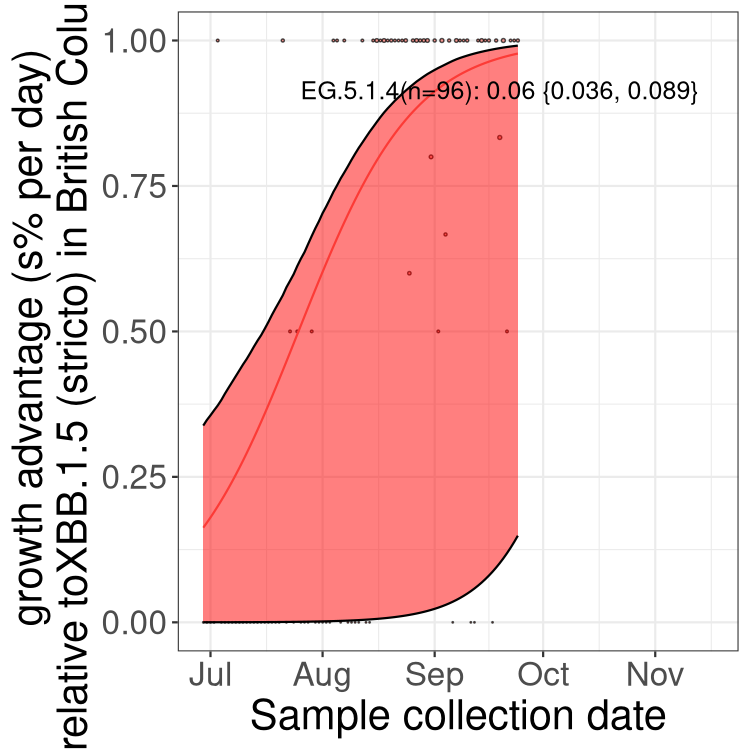 growth advantage (s% per day)
relative toXBB.1.5 (stricto) in British Colu
1.00
0.75
0.50
0.25
0.00
EG.5.1.4(n=96): 0.06 {0.036, 0.089}
Jul Aug Sep Oct Nov
Sample collection date